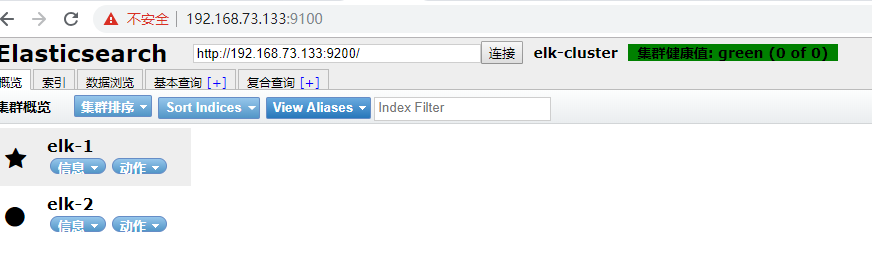 不安全 192.168.73.133:9100
Elasticsearch http://192.168.73.133:9200/ 连接 elk-cluster 集群健康值: green (0 of 0)
概览 索引 数据浏览 基本查询 [+] 复合查询 [+]
集群概览 集群排序 Sort Indices View Aliases Index Filter
elk-1
信息 动作
elk-2
信息 动作